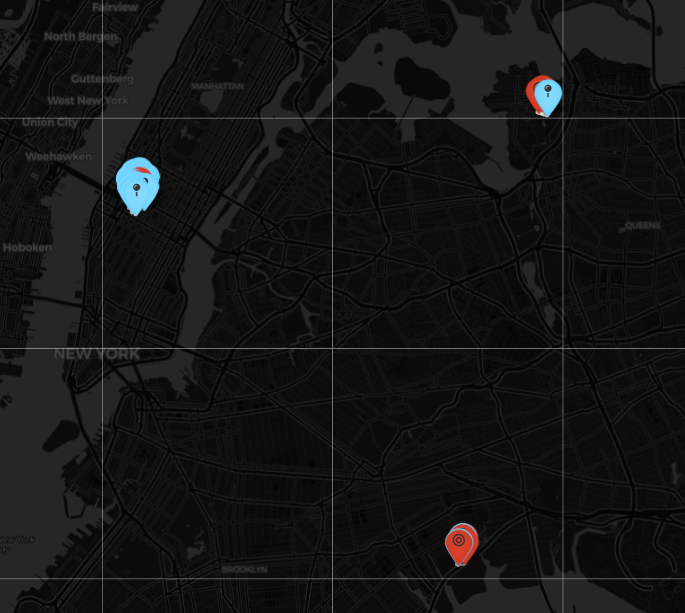 Fairview
North Bergen
Guttenberg
MANHATTAN
West New York
Union City
Weehawken
QUEENS
Hoboken
NEW YORK
BROOKLYN